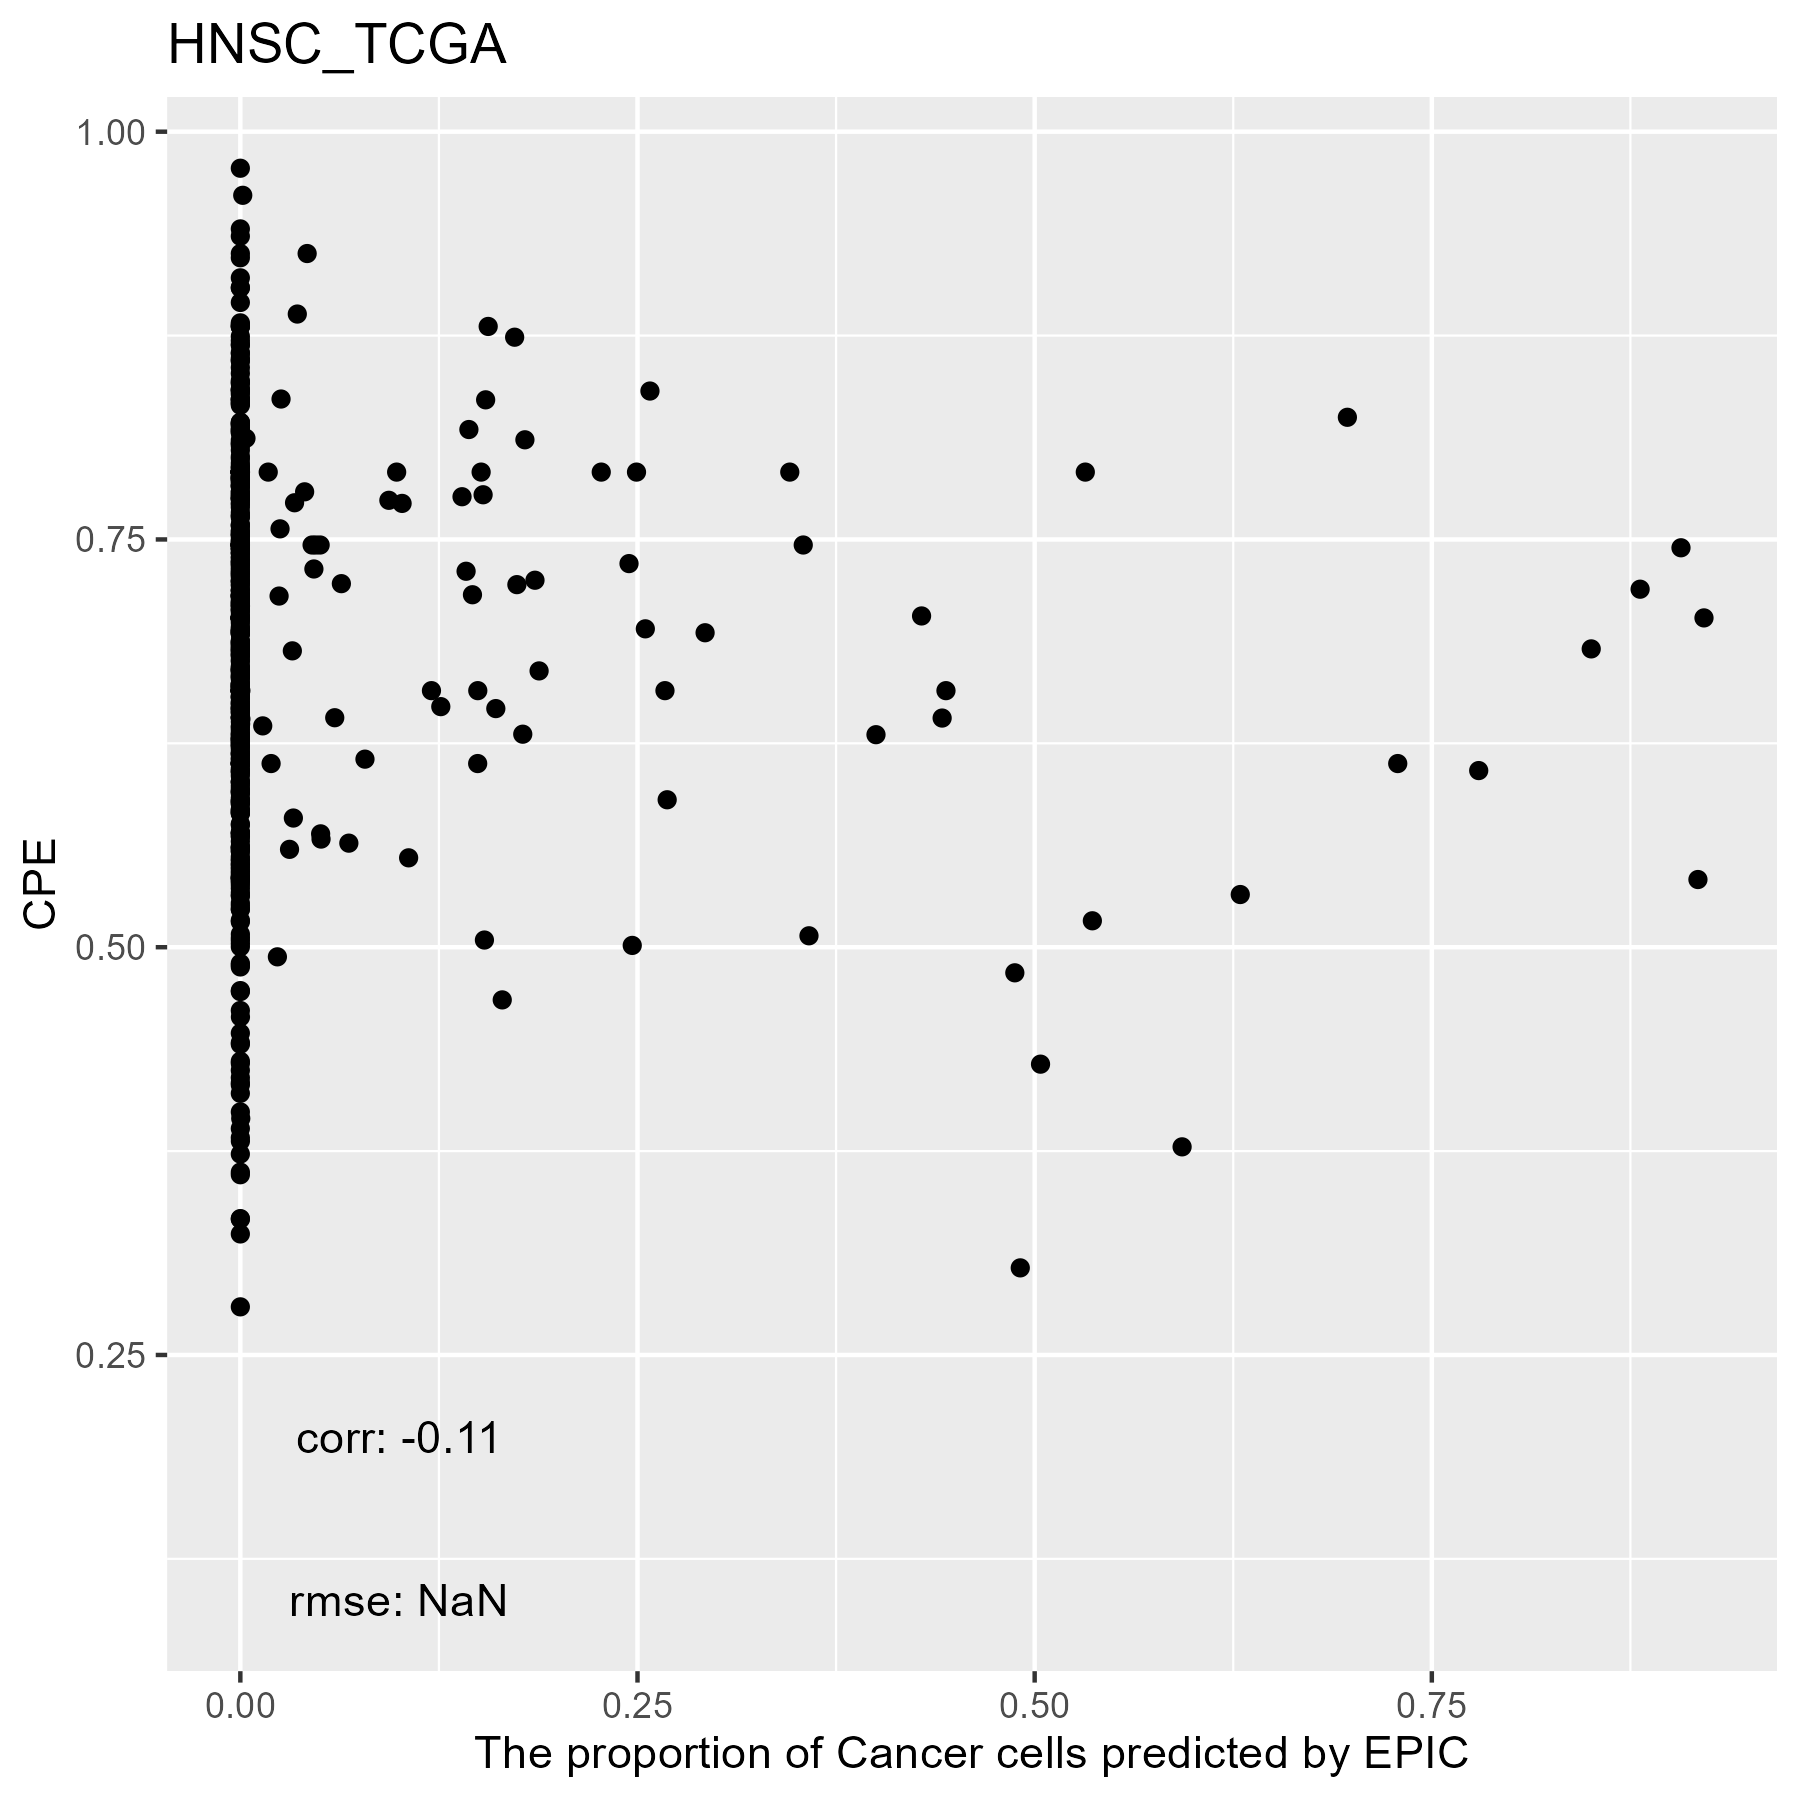 HNSC_TCGA
1.00
0.75
0.50
0.25
CPE
corr: -0.11
rmse: NaN
0.00 0.25 0.50 0.75
The proportion of Cancer cells predicted by EPIC